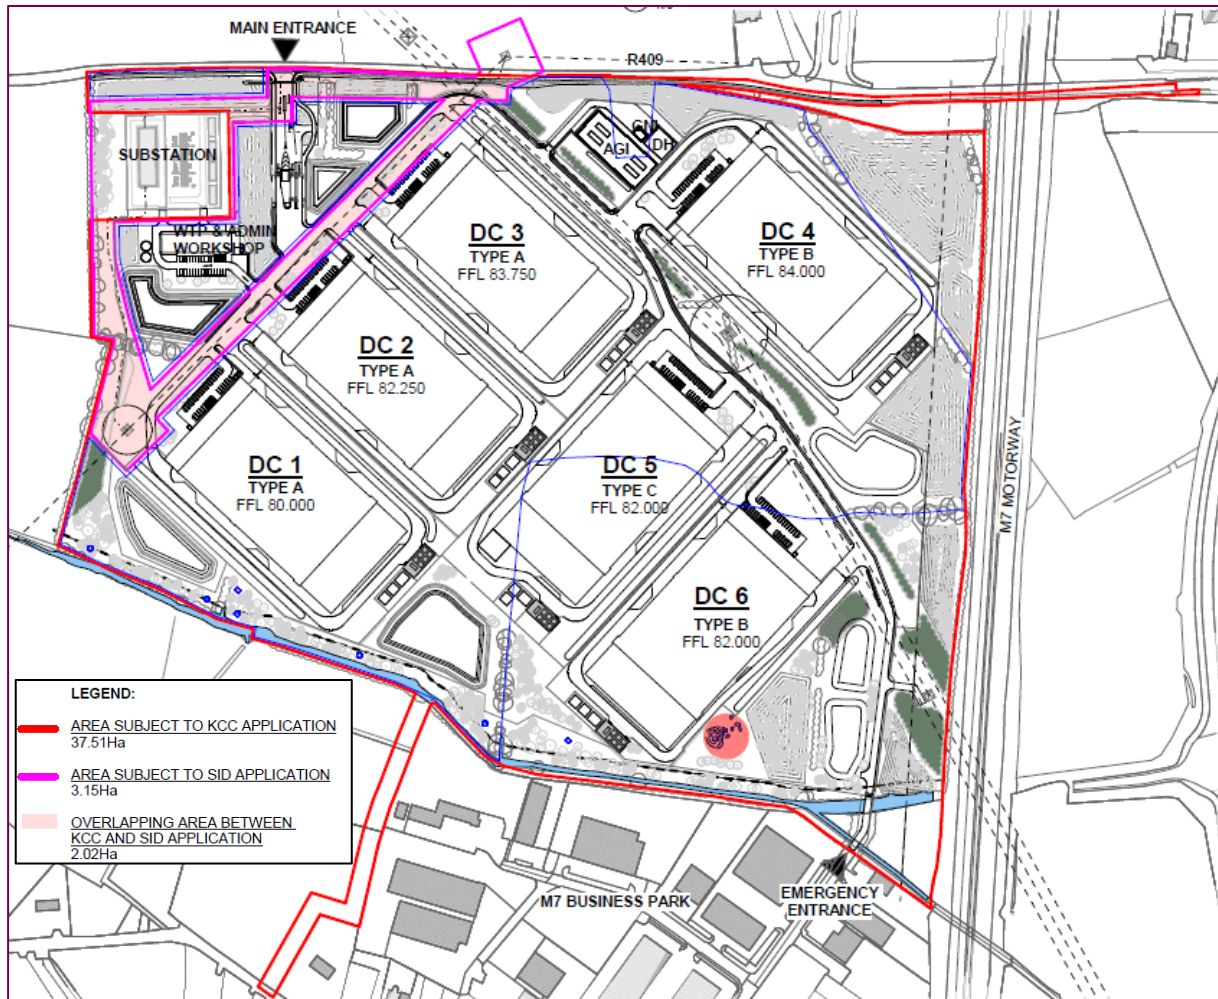 MAIN ENTRANCE
R409
SUBSTATION
AGI
DH
WTP & ADMIN
WORKSHOP
DC 3
TYPE A
FFL 83.750
DC 4
TYPE B
FFL 84.000
DC 2
TYPE A
FFL 82.250
DC 1
TYPE A
FFL 80.000
DC 5
TYPE C
FFL 82.000
DC 6
TYPE B
FFL 82.000
M7 MOTORWAY
LEGEND:
AREA SUBJECT TO KCC APPLICATION
37.51Ha
AREA SUBJECT TO SID APPLICATION
3.15Ha
OVERLAPPING AREA BETWEEN
KCC AND SID APPLICATION
2.02Ha
M7 BUSINESS PARK
EMERGENCY
ENTRANCE